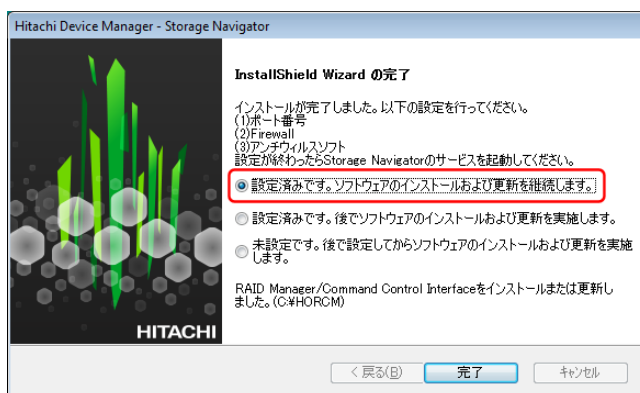 Hitachi Device Manager - Storage Navigator
InstallShield Wizard の完了
インストールが完了しました。以下の設定を行ってください。
(1)ポート番号
(2)Firewall
(3)アンチウィルスソフト
設定が終わったらStorage Navigatorのサービスを起動してください。
設定済みです。ソフトウェアのインストールおよび更新を継続します。
設定済みです。後でソフトウェアのインストールおよび更新を実施します。
未設定です。後で設定してからソフトウェアのインストールおよび更新を実施
します。
RAID Manager/Command Control Interfaceをインストールまたは更新し
ました。(C:¥HORCM)
HITACHI
< 戻る(B)
完了
キャンセル